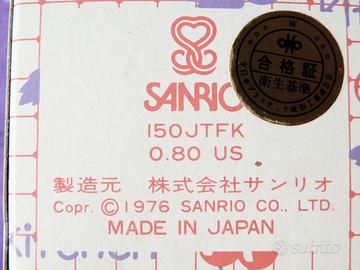 W
合格証
衛生基準
SANRIO
150JTFK
0.80 US
製造元 株式会社サンリオ
Copr. © 1976 SANRIO CO., LTD.
MADE IN JAPAN
kitchen
subito